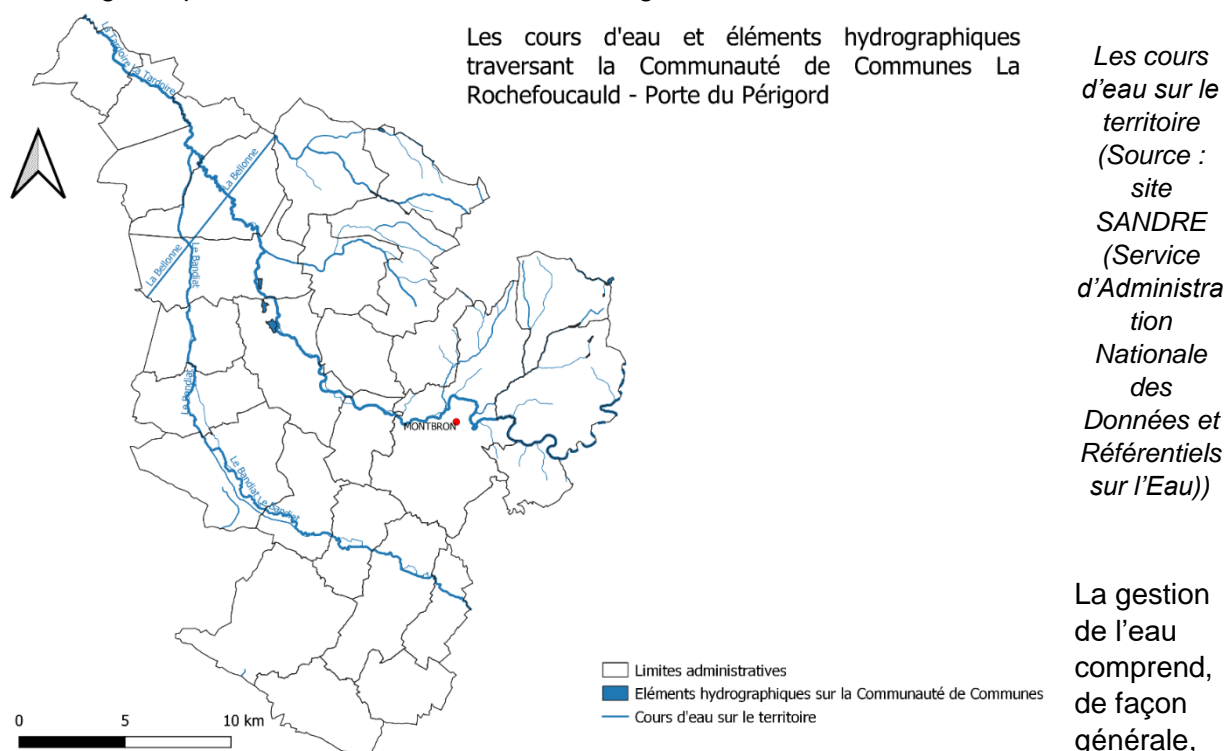 Les cours d'eau et éléments hydrographiques
traversant la Communauté de Communes La
Rochefoucauld - Porte du Périgord
La Tardoire
La Tardoire
La Bellonne
La Bellonne
Le Bandiat
Le Bandiat
Le Bandiat
Le Bandiat
MONTBRON
Limites administratives
Eléments hydrographiques sur la Communauté de Communes
Cours d'eau sur le territoire
0 5 10 km
Les cours
d'eau sur le
territoire
(Source :
site
SANDRE
(Service
d'Administra
tion
Nationale
des
Données et
Référentiels
sur l'Eau))
La gestion
de l'eau
comprend,
de façon
générale,